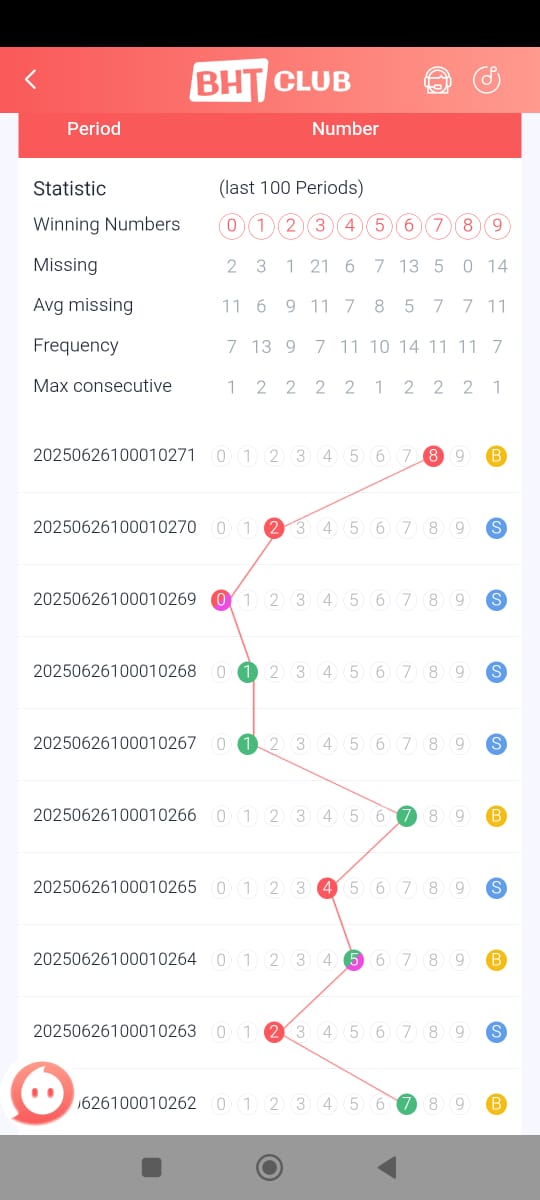 BHT CLUB
Period Number
Statistic (last 100 Periods)
Winning Numbers 0 1 2 3 4 5 6 7 8 9
Missing 2 3 1 21 6 7 13 5 0 14
Avg missing 11 6 9 11 7 8 5 7 7 11
Frequency 7 13 9 7 11 10 14 11 11 7
Max consecutive 1 2 2 2 2 1 2 2 2 1
20250626100010271 0 1 2 3 4 5 6 7 8 9 B
20250626100010270 0 1 2 3 4 5 6 7 8 9 S
20250626100010269 0 1 2 3 4 5 6 7 8 9 S
20250626100010268 0 1 2 3 4 5 6 7 8 9 S
20250626100010267 0 1 2 3 4 5 6 7 8 9 S
20250626100010266 0 1 2 3 4 5 6 7 8 9 B
20250626100010265 0 1 2 3 4 5 6 7 8 9 S
20250626100010264 0 1 2 3 4 5 6 7 8 9 B
20250626100010263 0 1 2 3 4 5 6 7 8 9 S
626100010262 0 1 2 3 4 5 6 7 8 9 B